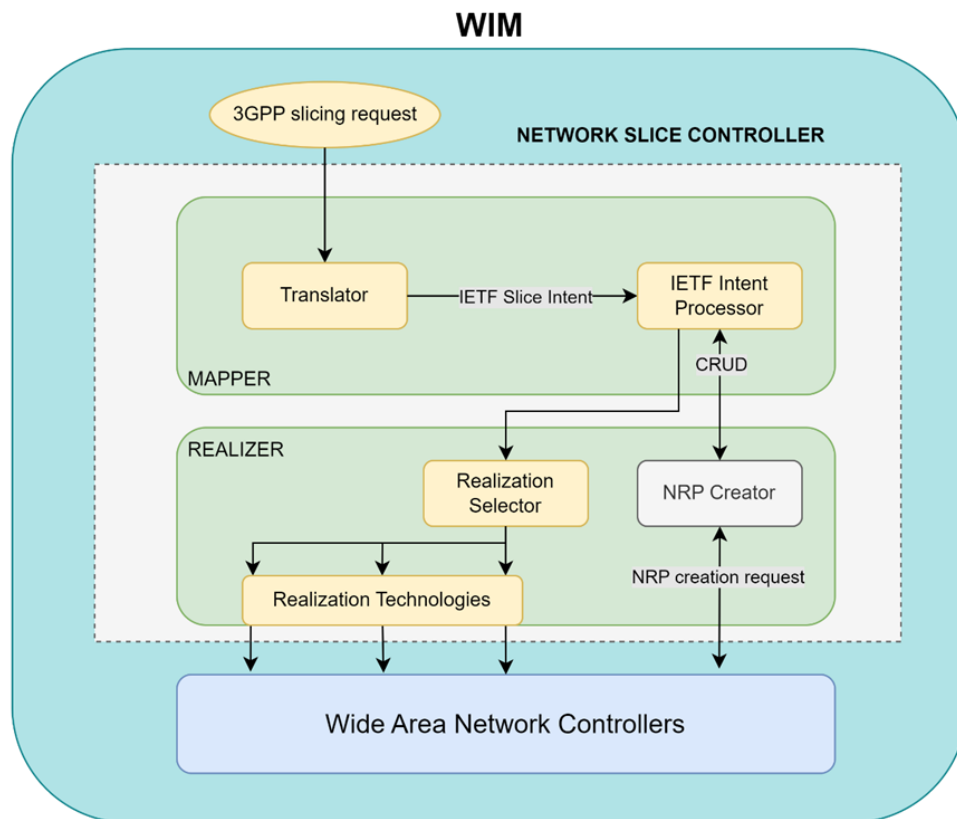 WIM
3GPP slicing request
NETWORK SLICE CONTROLLER
Translator
IETF Slice Intent
IETF Intent
Processor
CRUD
MAPPER
REALIZER
Realization
Selector
NRP Creator
NRP creation request
Realization Technologies
Wide Area Network Controllers